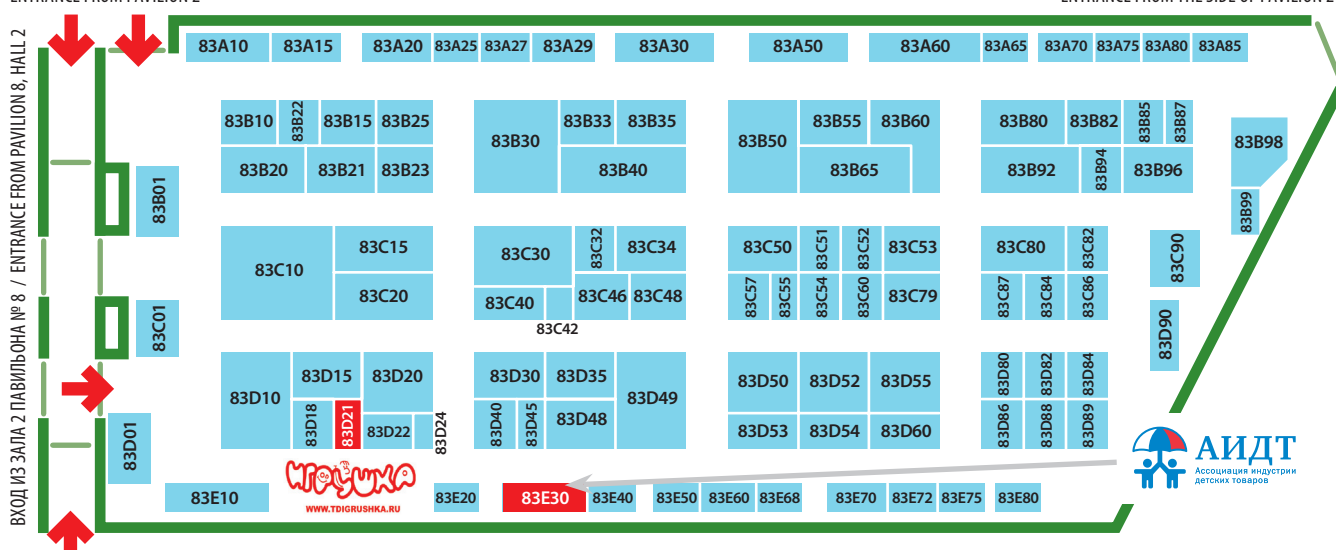 ENTRANCE FROM PAVILION 2
ENTRANCE FROM THE SIDE OF PAVILION 2
ВХОД ИЗ ЗАЛА 2 ПАВИЛЬОНА № 8 / ENTRANCE FROM PAVILION 8, HALL 2
83A10 83A15 83A20 83A25 83A27 83A29 83A30 83A50 83A60 83A65 83A70 83A75 83A80 83A85
83B10 83B22 83B15 83B25 83B30 83B33 83B35 83B50 83B55 83B60 83B80 83B82 83B85 83B87 83B98
83B20 83B21 83B23 83B40 83B65 83B92 83B94 83B96
83B01 83B99
83C10 83C15 83C30 83C32 83C34 83C50 83C51 83C52 83C53 83C80 83C82 83C90
83C20 83C40 83C46 83C48 83C57 83C55 83C54 83C60 83C79 83C87 83C84 83C86
83C01 83C42 83D90
83D10 83D15 83D20 83D30 83D35 83D49 83D50 83D52 83D55 83D80 83D82 83D84
83D18 83D21 83D22 83D24 83D40 83D45 83D48 83D53 83D54 83D60 83D86 83D88 83D89
83D01
ИГРУШКА
WWW.TDIGRUSHKA.RU
АИДТ
Ассоциация индустрии
детских товаров
83E10 83E20 83E30 83E40 83E50 83E60 83E68 83E70 83E72 83E75 83E80